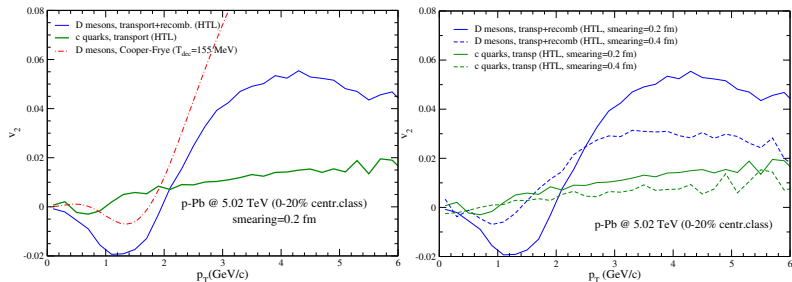 D mesons, transport+recomb. (HTL)
c quarks, transport (HTL)
D mesons, Cooper-Frye (T_dec=155 MeV)
0.08
0.06
0.04
0.02
0
-0.02
v_2
p-Pb @ 5.02 TeV (0-20% centr.class)
smearing=0.2 fm
0 1 2 3 4 5 6
p_T(GeV/c)
D mesons, transp+recomb (HTL, smearing=0.2 fm)
D mesons, transp+recomb (HTL, smearing=0.4 fm)
c quarks, transp (HTL, smearing=0.2 fm)
c quarks, transp (HTL, smearing=0.4 fm)
0.08
0.06
0.04
0.02
0
-0.02
v_2
p-Pb @ 5.02 TeV (0-20% centr.class)
0 1 2 3 4 5 6
p_T (GeV/c)